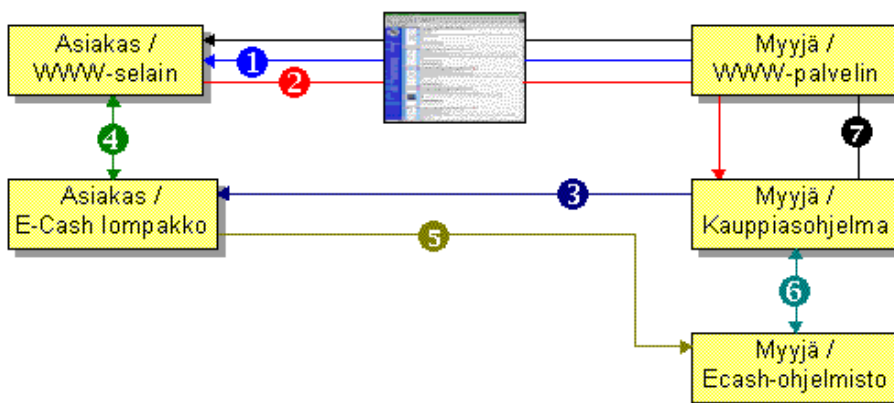 Asiakas /
WWW-selain
Myyjä /
WWW-palvelin
1
2
4
7
Asiakas /
E-Cash lompakko
3
Myyjä /
Kauppiasohjelma
5
6
Myyjä /
Ecash-ohjelmisto